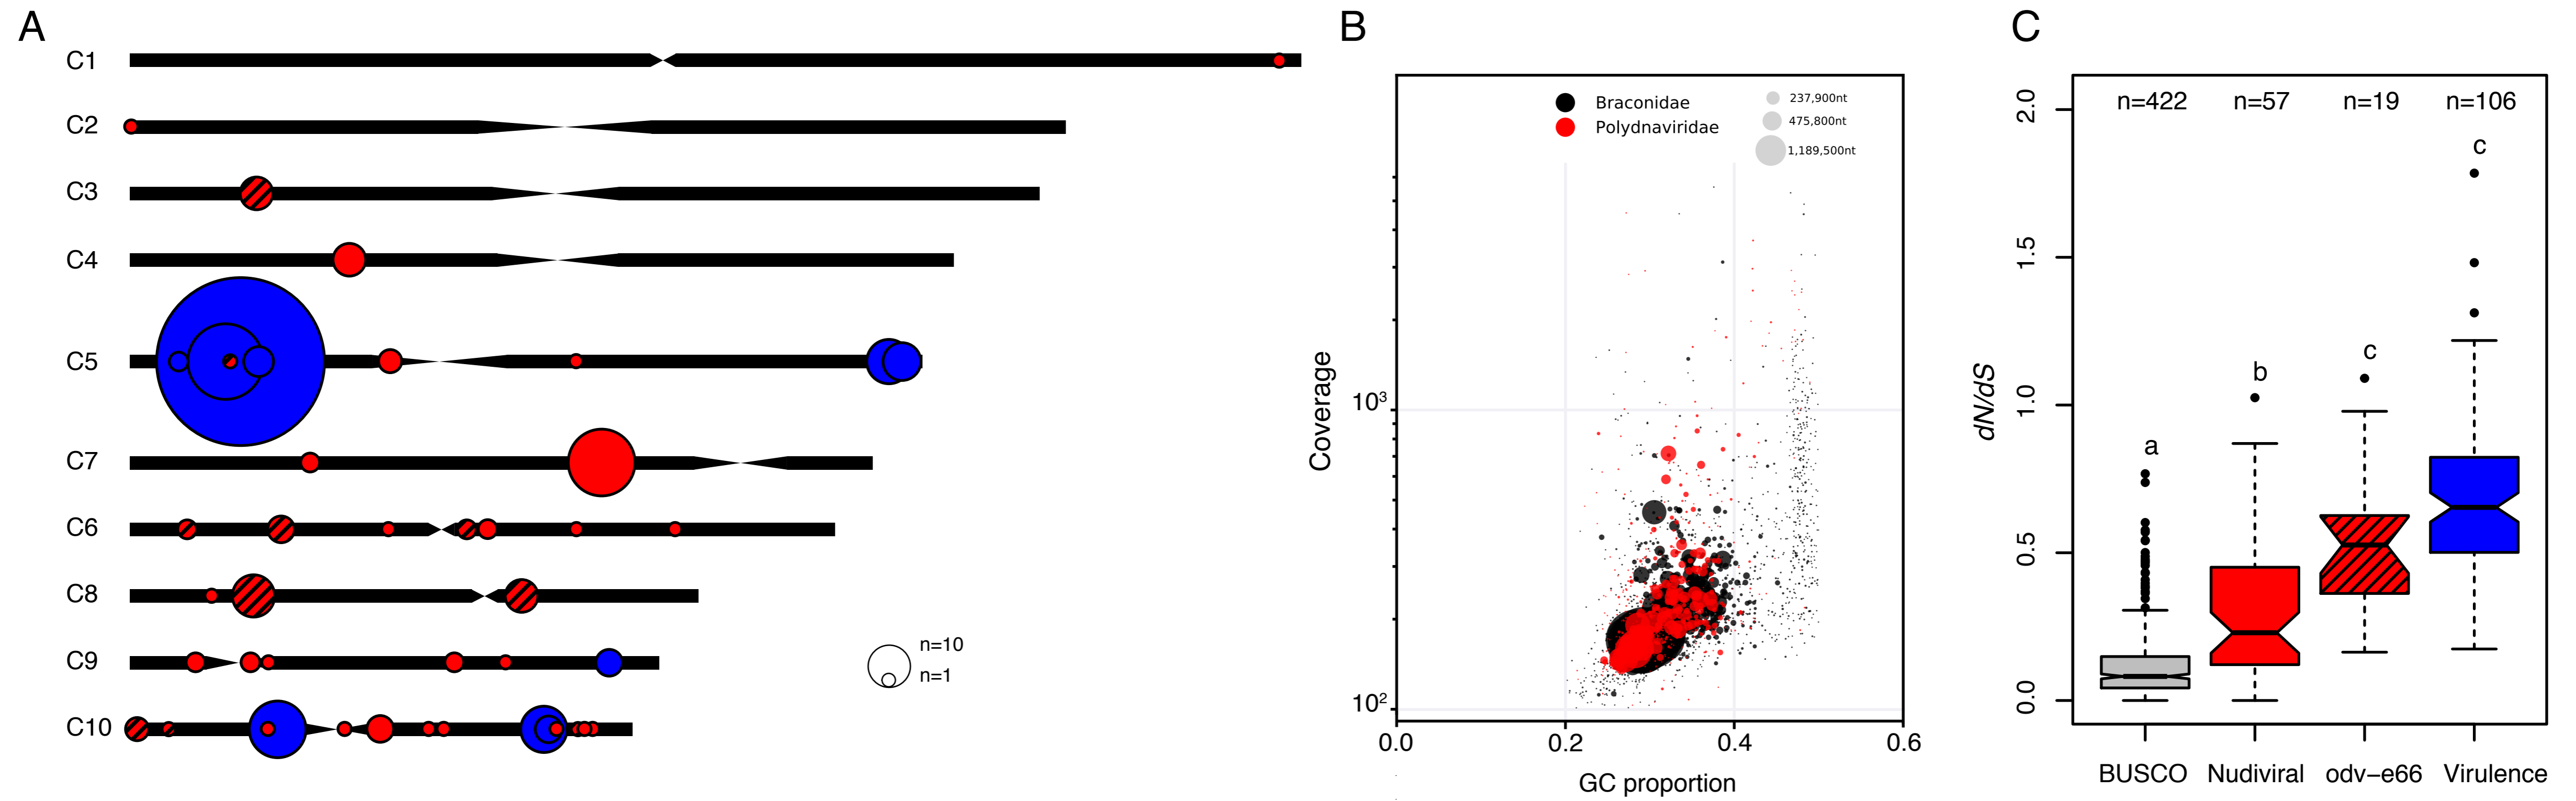 A
C1
C2
C3
C4
C5
C7
C6
C8
C9
C10
n=10
n=1
B
Braconidae
Polydnaviridae
237,900nt
475,800nt
1,189,500nt
Coverage
10³
10²
0.0 0.2 0.4 0.6
GC proportion
C
n=422 n=57 n=19 n=106
a
b
c
c
dN/dS
2.0
1.5
1.0
0.5
0.0
BUSCO Nudiviral odv−e66 Virulence